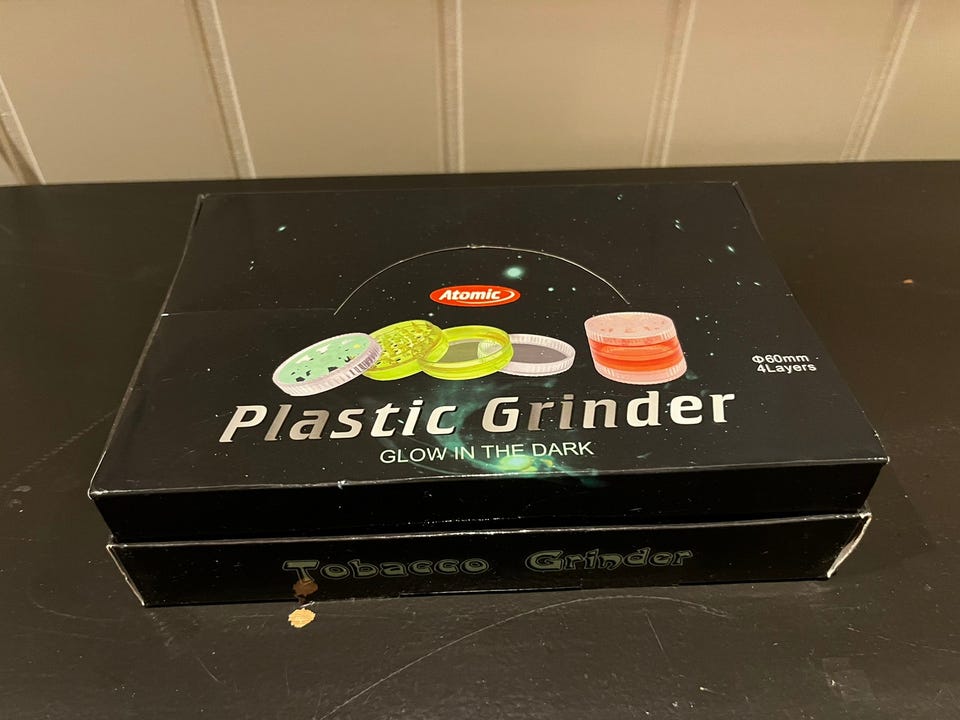 Atomic
Φ60mm
4Layers
Plastic Grinder
GLOW IN THE DARK
Tobacco Grinder